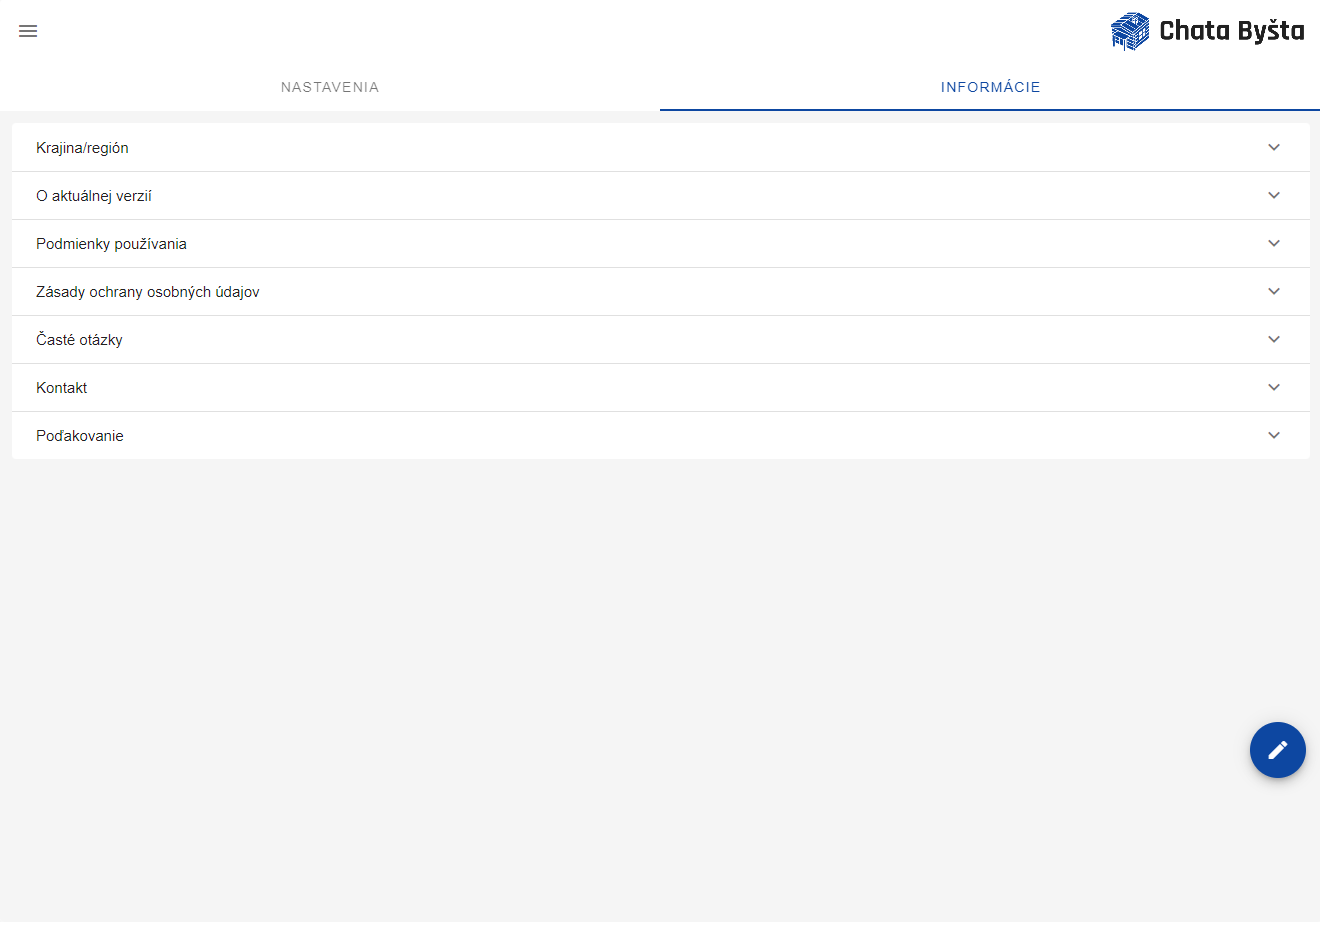 Chata Byšta
NASTAVENIA
INFORMÁCIE
Krajina/región
O aktuálnej verzií
Podmienky používania
Zásady ochrany osobných údajov
Časté otázky
Kontakt
Poďakovanie